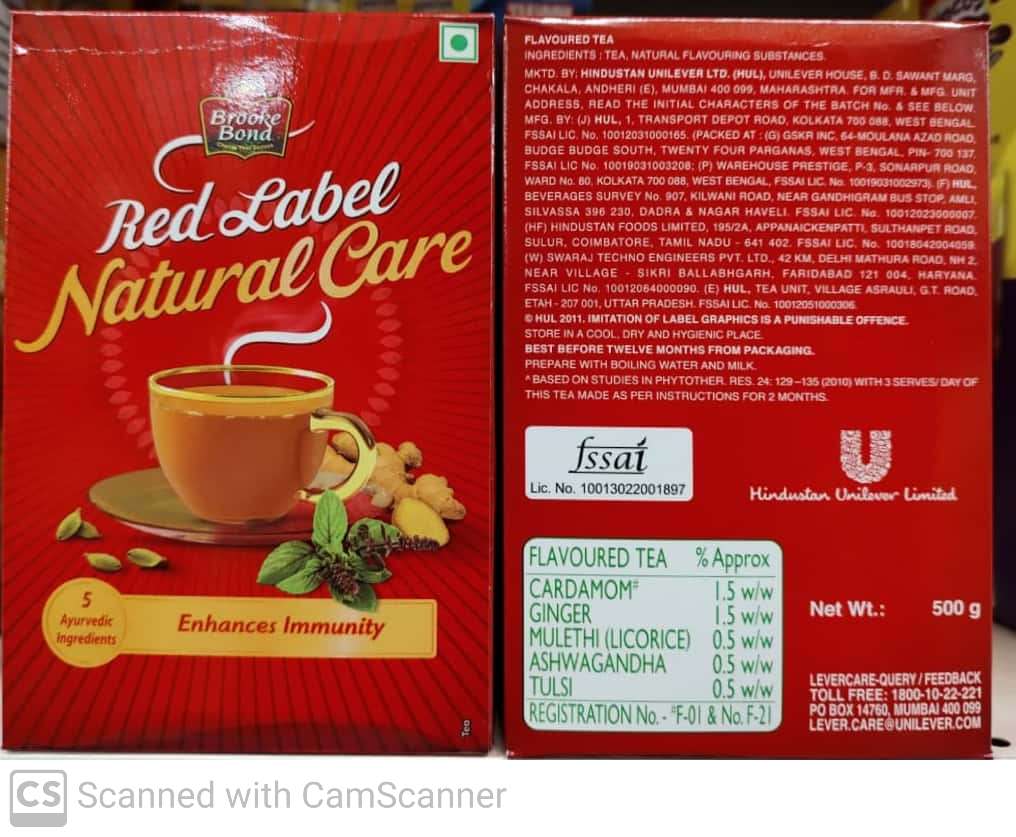 Brooke
Bond
Red Label
Natural Care
5
Ayurvedic
Ingredients
Enhances Immunity
Tea
FLAVOURED TEA
INGREDIENTS : TEA, NATURAL FLAVOURING SUBSTANCES.
MKTD. BY: HINDUSTAN UNILEVER LTD. (HUL), UNILEVER HOUSE, B. D. SAWANT MARG,
CHAKALA, ANDHERI (E), MUMBAI 400 099, MAHARASHTRA. FOR MFR. & MFG. UNIT
ADDRESS, READ THE INITIAL CHARACTERS OF THE BATCH No. & SEE BELOW.
MFG. BY: (J) HUL, 1, TRANSPORT DEPOT ROAD, KOLKATA 700 088, WEST BENGAL.
FSSAI LIC. No. 10012031000165. (PACKED AT : (G) GSKR INC, 64-MOULANA AZAD ROAD,
BUDGE BUDGE SOUTH, TWENTY FOUR PARGANAS, WEST BENGAL, PIN- 700 137.
FSSAI LIC No. 10019031003208; (P) WAREHOUSE PRESTIGE, P-3, SONARPUR ROAD,
WARD No. 80, KOLKATA 700 088, WEST BENGAL, FSSAI LIC. No. 10019031002973). (F) HUL,
BEVERAGES SURVEY No. 907, KILWANI ROAD, NEAR GANDHIGRAM BUS STOP, AMLI,
SILVASSA 396 230, DADRA & NAGAR HAVELI. FSSAI LIC. No. 10012023000007.
(HF) HINDUSTAN FOODS LIMITED, 195/2A, APPANAICKENPATTI, SULTHANPET ROAD,
SULUR, COIMBATORE, TAMIL NADU - 641 402. FSSAI LIC. No. 10018042004059.
(W) SWARAJ TECHNO ENGINEERS PVT. LTD., 42 KM, DELHI MATHURA ROAD, NH 2,
NEAR VILLAGE - SIKRI BALLABHGARH, FARIDABAD 121 004, HARYANA.
FSSAI LIC. No. 10012064000090. (E) HUL, TEA UNIT, VILLAGE ASRAULI, G.T. ROAD,
ETAH - 207 001, UTTAR PRADESH. FSSAI LIC. No. 10012051000306.
© HUL 2011. IMITATION OF LABEL GRAPHICS IS A PUNISHABLE OFFENCE.
STORE IN A COOL, DRY AND HYGIENIC PLACE.
BEST BEFORE TWELVE MONTHS FROM PACKAGING.
PREPARE WITH BOILING WATER AND MILK.
^ BASED ON STUDIES IN PHYTOTHER. RES. 24: 129–135 (2010) WITH 3 SERVES/ DAY OF
THIS TEA MADE AS PER INSTRUCTIONS FOR 2 MONTHS.
fssai
Lic. No. 10013022001897
Hindustan Unilever Limited
FLAVOURED TEA % Approx
CARDAMOM# 1.5 w/w
GINGER 1.5 w/w
MULETHI (LICORICE) 0.5 w/w
ASHWAGANDHA 0.5 w/w
TULSI 0.5 w/w
REGISTRATION No. - #F-01 & No. F-21
Net Wt.: 500 g
LEVERCARE-QUERY / FEEDBACK
TOLL FREE: 1800-10-22-221
PO BOX 14760, MUMBAI 400 099
LEVER.CARE@UNILEVER.COM
CS Scanned with CamScanner